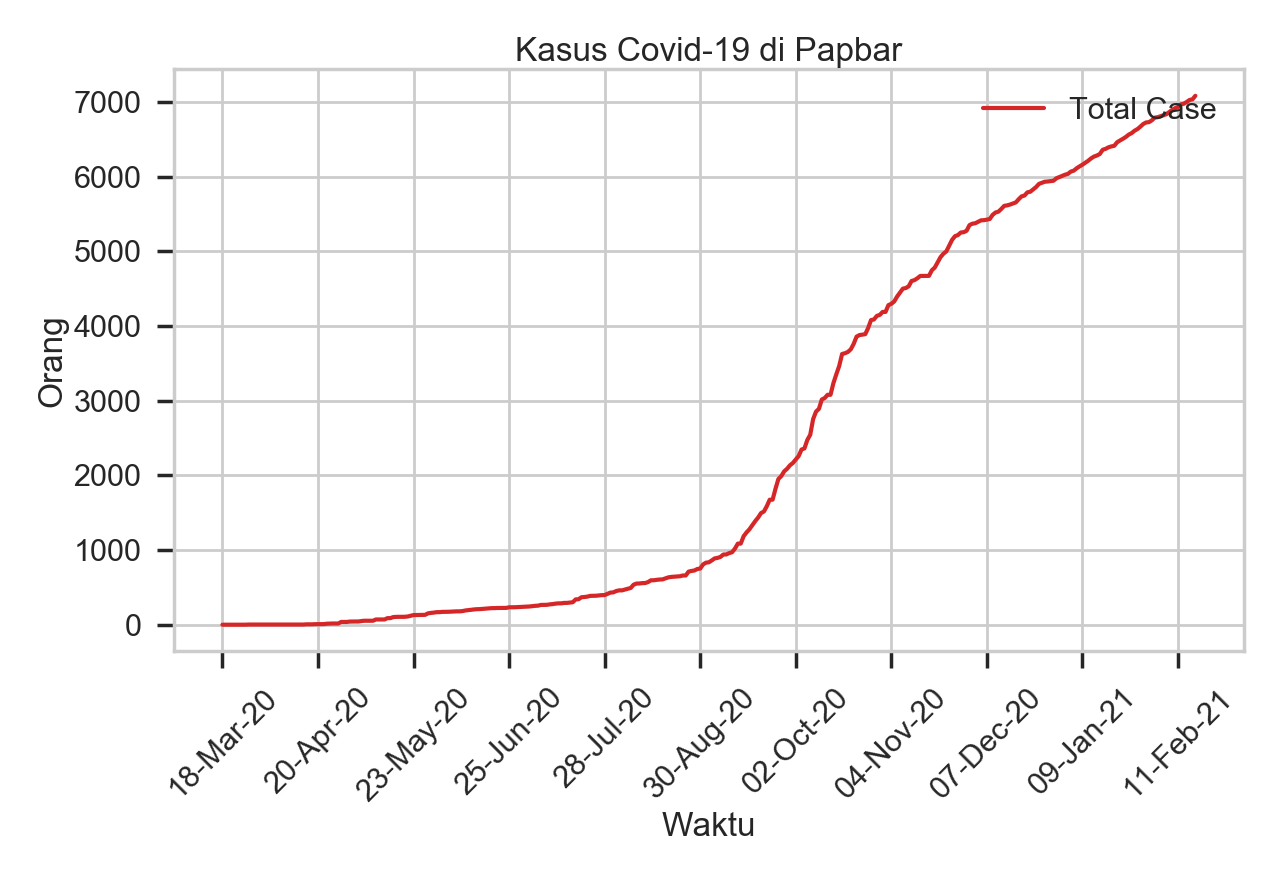 Kasus Covid-19 di Papbar
Total Case
Orang
7000
6000
5000
4000
3000
2000
1000
0
18-Mar-20
20-Apr-20
23-May-20
25-Jun-20
28-Jul-20
30-Aug-20
02-Oct-20
04-Nov-20
07-Dec-20
09-Jan-21
11-Feb-21
Waktu